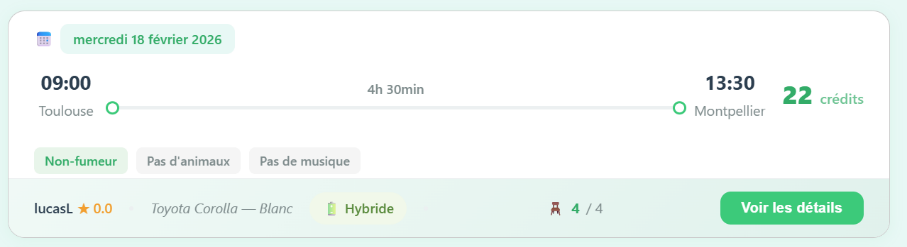 mercredi 18 février 2026
09:00
4h 30min
13:30
Toulouse
Montpellier
22 crédits
Non-fumeur
Pas d'animaux
Pas de musique
lucasL ★ 0.0
Toyota Corolla — Blanc
Hybride
4 / 4
Voir les détails